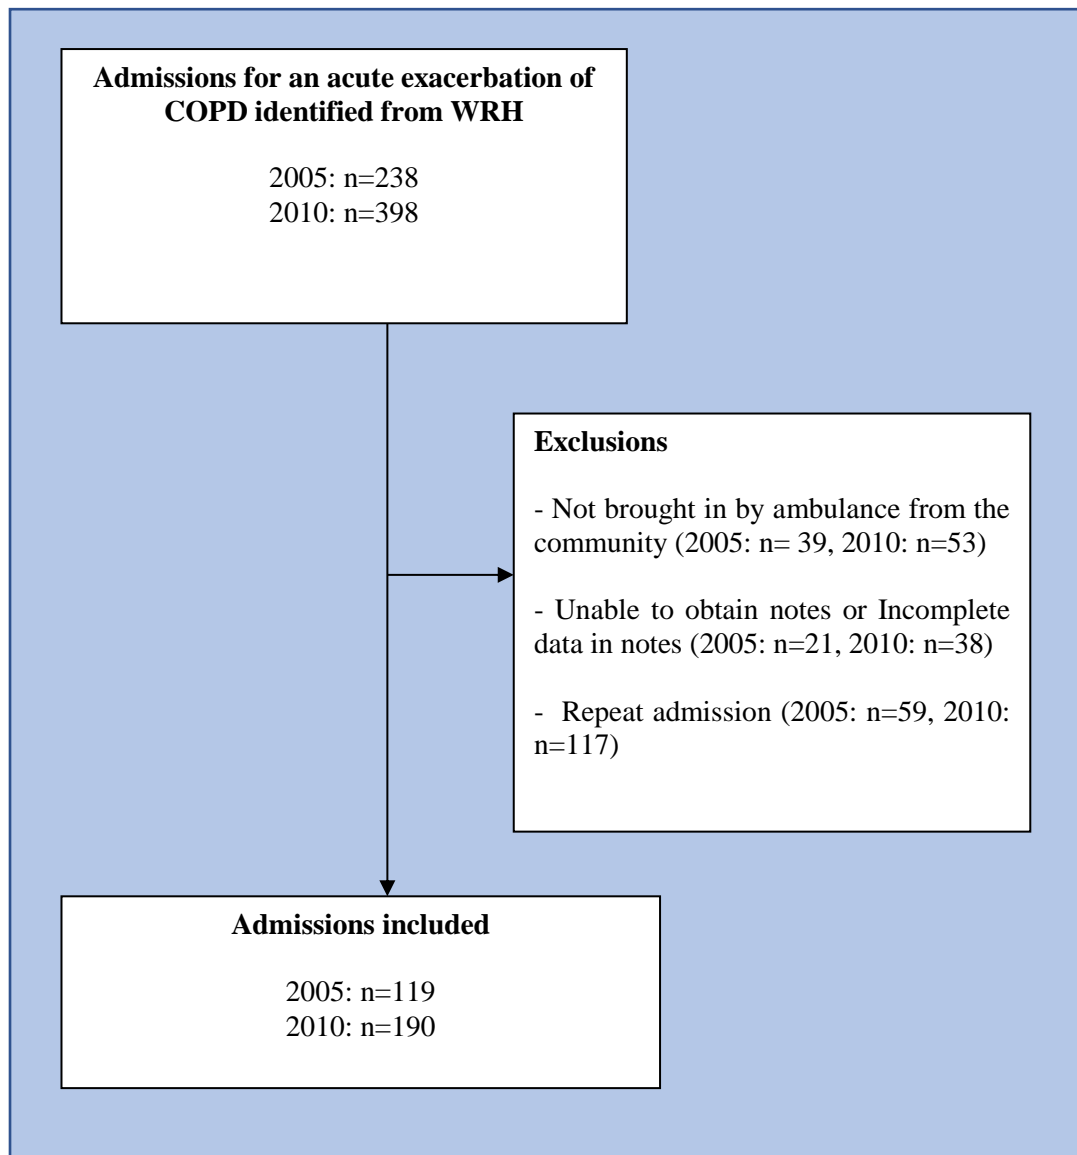 Admissions for an acute exacerbation of
COPD identified from WRH
2005: n=238
2010: n=398
Exclusions
- Not brought in by ambulance from the
community (2005: n= 39, 2010: n=53)
- Unable to obtain notes or Incomplete
data in notes (2005: n=21, 2010: n=38)
- Repeat admission (2005: n=59, 2010:
n=117)
Admissions included
2005: n=119
2010: n=190